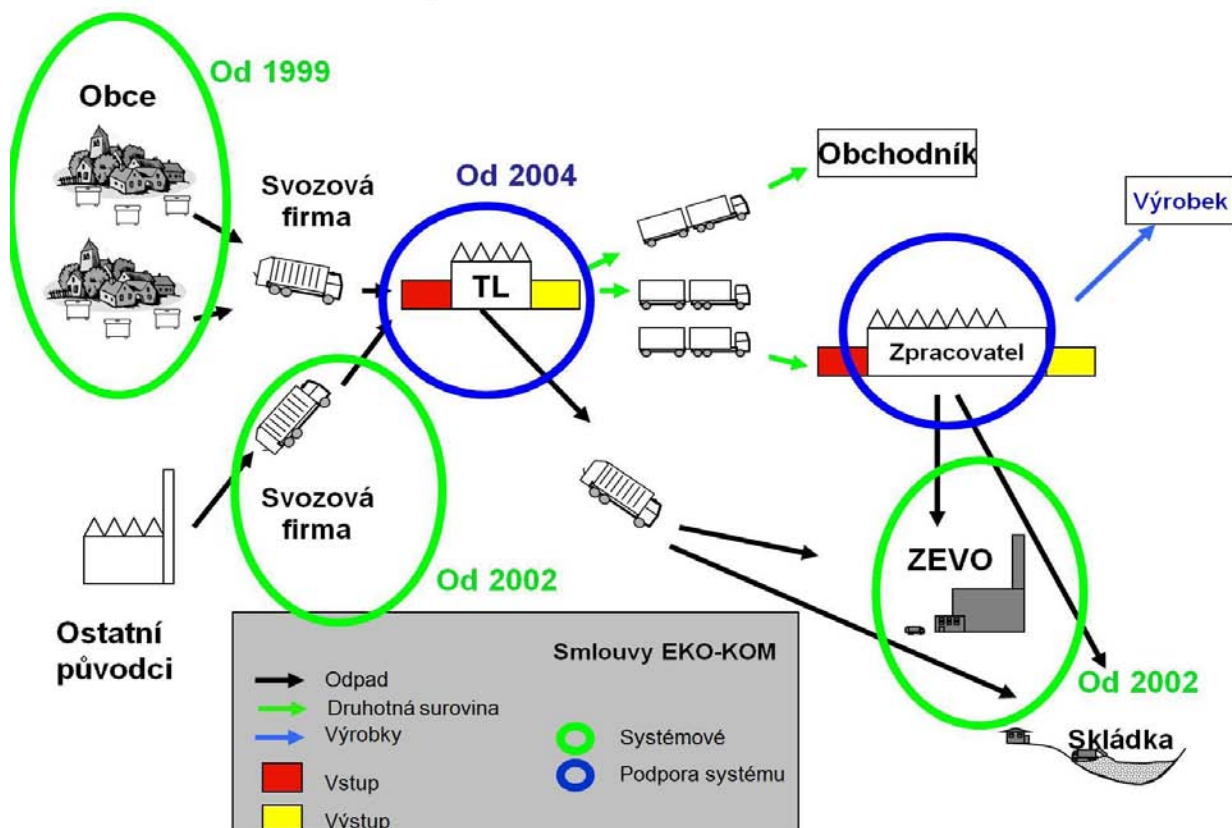 Od 1999
Obce
Svozová
firma
Od 2004
TL
Obchodník
Výrobek
Zpracovatel
Svozová
firma
Od 2002
Ostatní
původci
ZEVO
Od 2002
Skládka
Smlouvy EKO-KOM
Odpad
Druhotná surovina
Výrobky
Vstup
Výstup
Systémové
Podpora systému